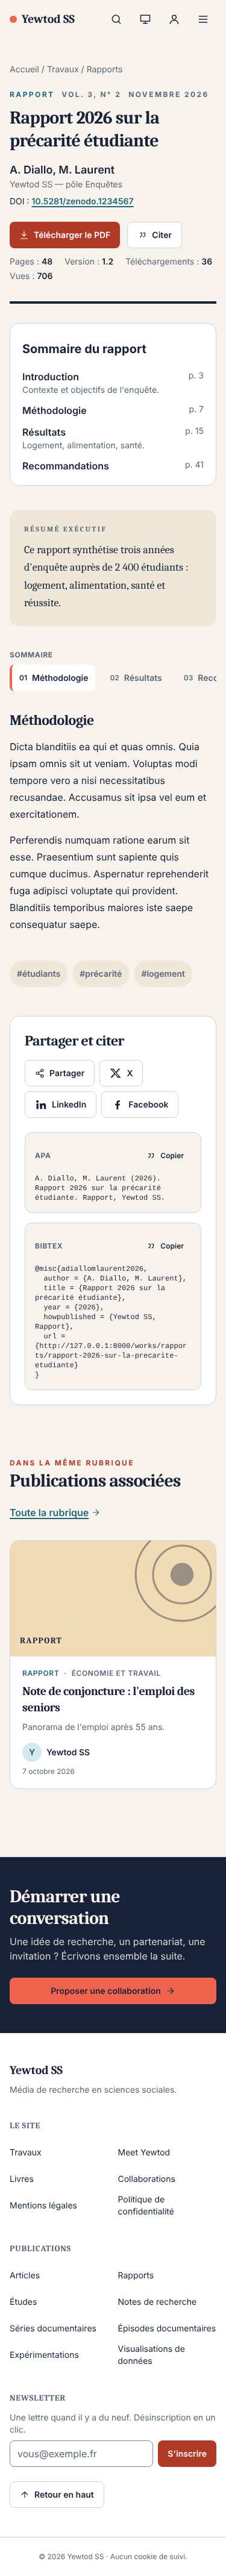 Yewtod SS
Accueil / Travaux / Rapports
RAPPORT VOL. 3, N° 2 NOVEMBRE 2026
Rapport 2026 sur la
précarité étudiante
A. Diallo, M. Laurent
Yewtod SS — pôle Enquêtes
DOI : 10.5281/zenodo.1234567
Télécharger le PDF
Citer
Pages : 48 Version : 1.2 Téléchargements : 36
Vues : 706
Sommaire du rapport
Introduction p. 3
Contexte et objectifs de l'enquête.
Méthodologie p. 7
Résultats p. 15
Logement, alimentation, santé.
Recommandations p. 41
RÉSUMÉ EXÉCUTIF
Ce rapport synthétise trois années
d'enquête auprès de 2 400 étudiants :
logement, alimentation, santé et
réussite.
SOMMAIRE
01 Méthodologie 02 Résultats 03 Reco
Méthodologie
Dicta blanditiis ea qui et quas omnis. Quia
ipsam omnis sit ut veniam. Voluptas modi
tempore vero a nisi necessitatibus
recusandae. Accusamus sit ipsa vel eum et
exercitationem.
Perferendis numquam ratione earum sit
esse. Praesentium sunt sapiente quis
cumque ducimus. Aspernatur reprehenderit
fuga adipisci voluptate qui provident.
Blanditiis temporibus maiores iste saepe
consequatur saepe.
#étudiants #précarité #logement
Partager et citer
Partager
X
LinkedIn
Facebook
APA
Copier
A. Diallo, M. Laurent (2026).
Rapport 2026 sur la précarité
étudiante. Rapport, Yewtod SS.
BIBTEX
Copier
@misc{adiallomlaurent2026,
author = {A. Diallo, M. Laurent},
title = {Rapport 2026 sur la
précarité étudiante},
year = {2026},
howpublished = {Yewtod SS,
Rapport},
url =
{http://127.0.0.1:8000/works/rappor
ts/rapport-2026-sur-la-precarite-
etudiante}
}
DANS LA MÊME RUBRIQUE
Publications associées
Toute la rubrique
RAPPORT
RAPPORT · ÉCONOMIE ET TRAVAIL
Note de conjoncture : l'emploi des
seniors
Panorama de l'emploi après 55 ans.
Y Yewtod SS
7 octobre 2026
Démarrer une
conversation
Une idée de recherche, un partenariat, une
invitation ? Écrivons ensemble la suite.
Proposer une collaboration
Yewtod SS
Média de recherche en sciences sociales.
LE SITE
Travaux Meet Yewtod
Livres Collaborations
Mentions légales Politique de
confidentialité
PUBLICATIONS
Articles Rapports
Études Notes de recherche
Séries documentaires Épisodes documentaires
Expérimentations Visualisations de
données
NEWSLETTER
Une lettre quand il y a du neuf. Désinscription en un
clic.
vous@exemple.fr S'inscrire
Retour en haut
© 2026 Yewtod SS · Aucun cookie de suivi.